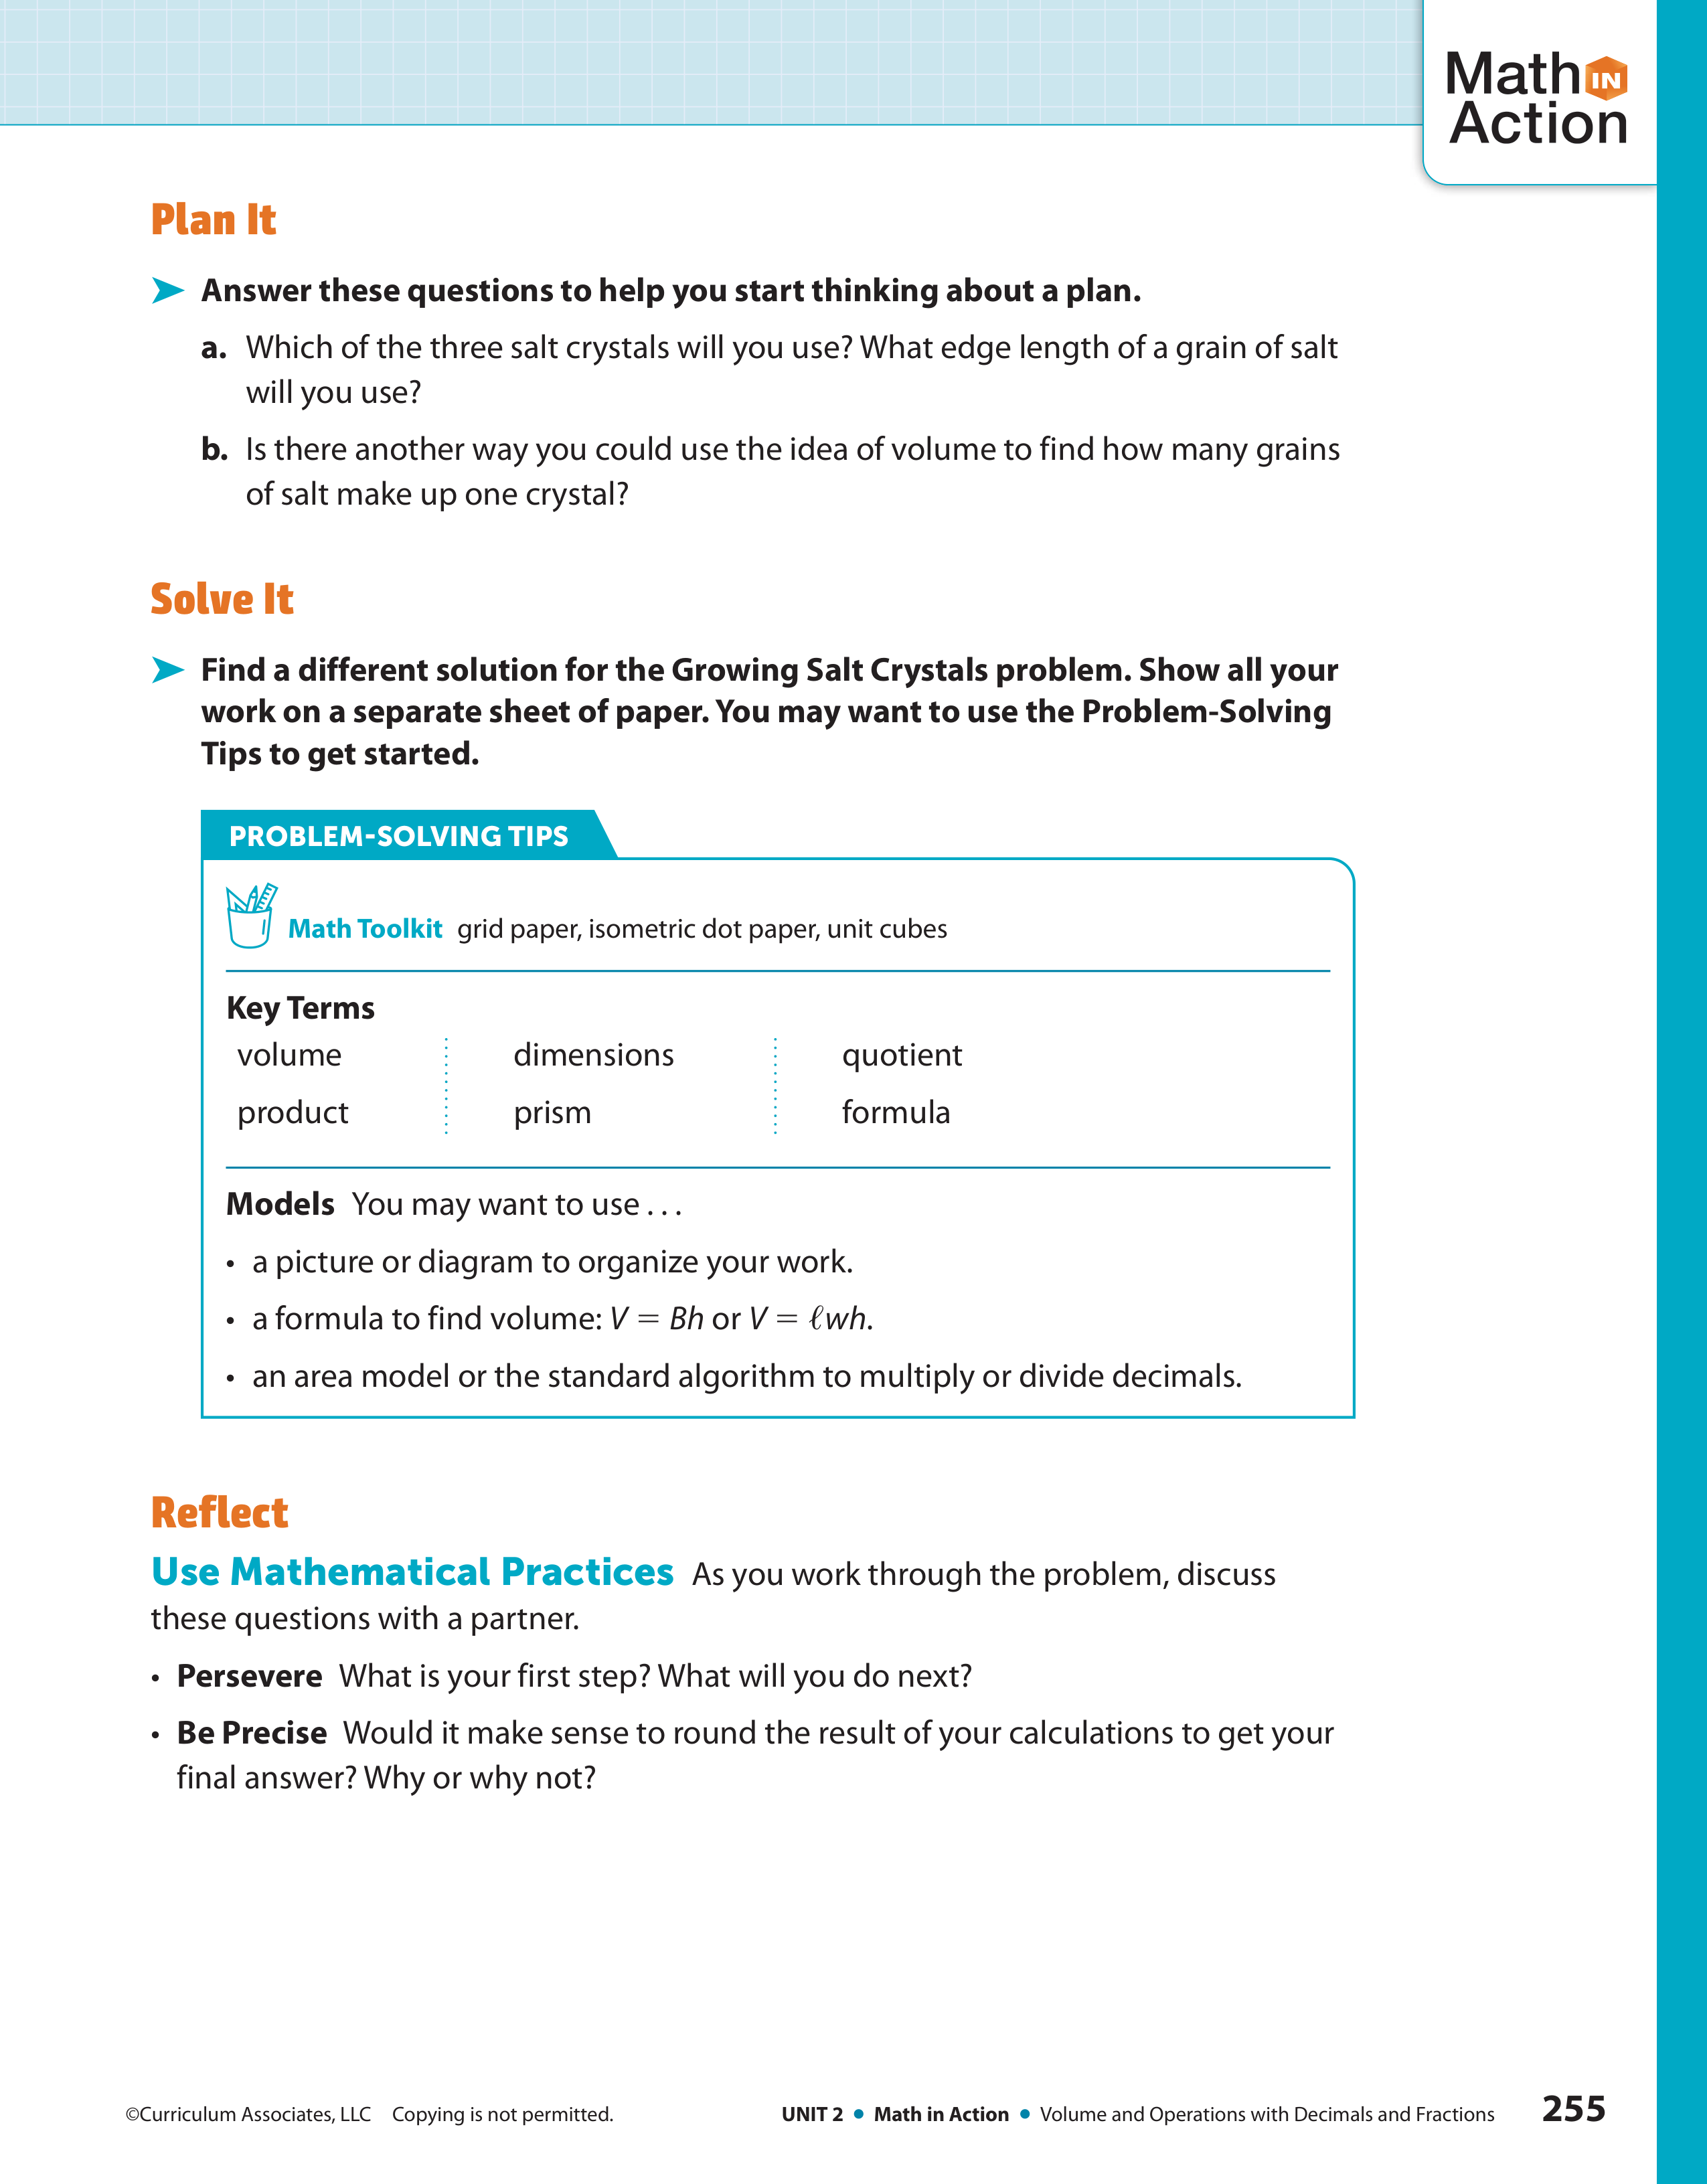 Math IN
Action
Plan It
Answer these questions to help you start thinking about a plan.
a. Which of the three salt crystals will you use? What edge length of a grain of salt
will you use?
b. Is there another way you could use the idea of volume to find how many grains
of salt make up one crystal?
Solve It
Find a different solution for the Growing Salt Crystals problem. Show all your
work on a separate sheet of paper. You may want to use the Problem-Solving
Tips to get started.
PROBLEM-SOLVING TIPS
Math Toolkit grid paper, isometric dot paper, unit cubes
Key Terms
volume dimensions quotient
product prism formula
Models You may want to use . . .
• a picture or diagram to organize your work.
• a formula to find volume: V = Bh or V = ℓwh.
• an area model or the standard algorithm to multiply or divide decimals.
Reflect
Use Mathematical Practices As you work through the problem, discuss
these questions with a partner.
• Persevere What is your first step? What will you do next?
• Be Precise Would it make sense to round the result of your calculations to get your
final answer? Why or why not?
©Curriculum Associates, LLC Copying is not permitted. UNIT 2 • Math in Action • Volume and Operations with Decimals and Fractions 255